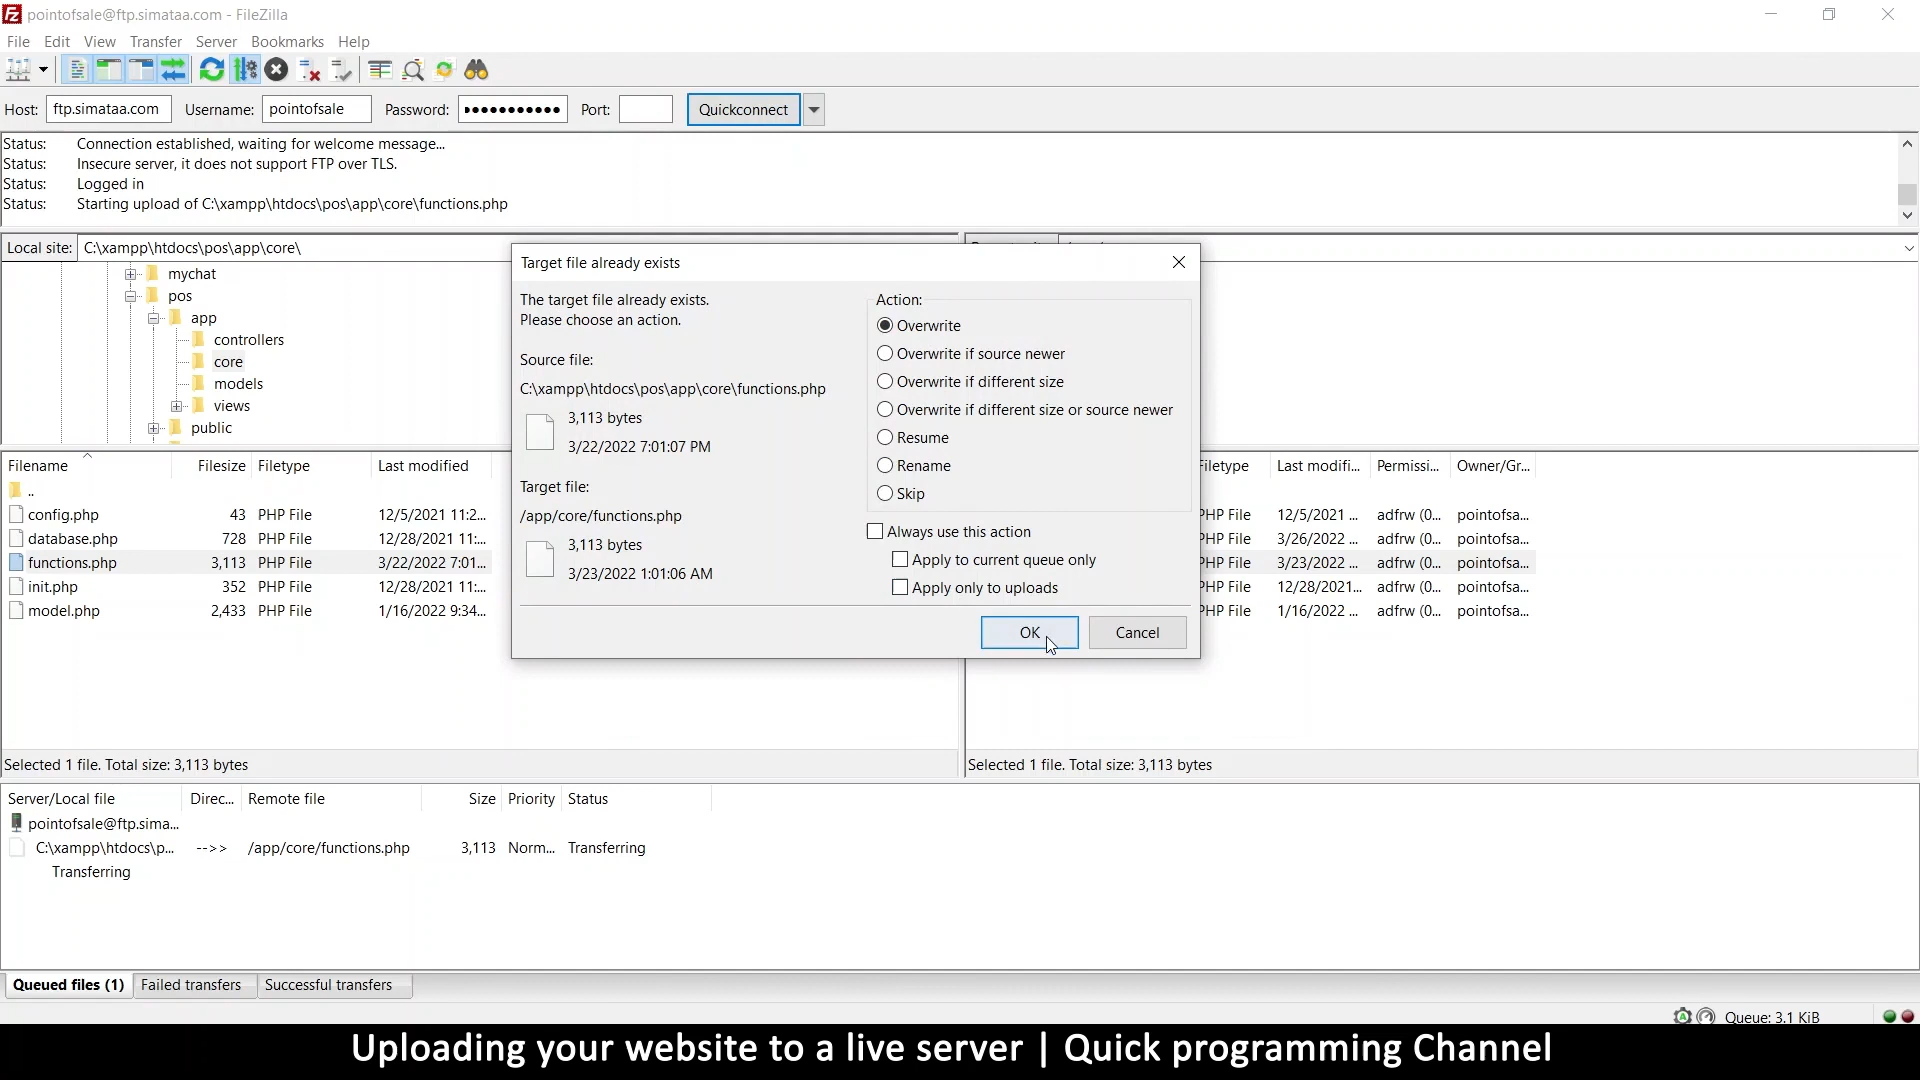 pointofsale@ftp.simataa.com - FileZilla
File Edit View Transfer Server Bookmarks Help
Host: ftp.simataa.com Username: pointofsale Password: ●●●●●●●●●●● Port: Quickconnect
Status: Connection established, waiting for welcome message...
Status: Insecure server, it does not support FTP over TLS.
Status: Logged in
Status: Starting upload of C:\xampp\htdocs\pos\app\core\functions.php
Local site: C:\xampp\htdocs\pos\app\core\
mychat
pos
app
controllers
core
models
views
public
Filename Filesize Filetype Last modified
..
config.php 43 PHP File 12/5/2021 11:2...
database.php 728 PHP File 12/28/2021 11:...
functions.php 3,113 PHP File 3/22/2022 7:01...
init.php 352 PHP File 12/28/2021 11:...
model.php 2,433 PHP File 1/16/2022 9:34...
Selected 1 file. Total size: 3,113 bytes
Target file already exists
The target file already exists.
Please choose an action.
Source file:
C:\xampp\htdocs\pos\app\core\functions.php
3,113 bytes
3/22/2022 7:01:07 PM
Target file:
/app/core/functions.php
3,113 bytes
3/23/2022 1:01:06 AM
Action:
Overwrite
Overwrite if source newer
Overwrite if different size
Overwrite if different size or source newer
Resume
Rename
Skip
Always use this action
Apply to current queue only
Apply only to uploads
OK Cancel
Filetype Last modifi... Permissi... Owner/Gr...
PHP File 12/5/2021 ... adfrw (0... pointofsa...
PHP File 3/26/2022 ... adfrw (0... pointofsa...
PHP File 3/23/2022 ... adfrw (0... pointofsa...
PHP File 12/28/2021... adfrw (0... pointofsa...
PHP File 1/16/2022 ... adfrw (0... pointofsa...
Selected 1 file. Total size: 3,113 bytes
Server/Local file Direc... Remote file Size Priority Status
pointofsale@ftp.sima...
C:\xampp\htdocs\p... -->> /app/core/functions.php 3,113 Norm... Transferring
Transferring
Queued files (1) Failed transfers Successful transfers
Queue: 3.1 KiB
Uploading your website to a live server | Quick programming Channel